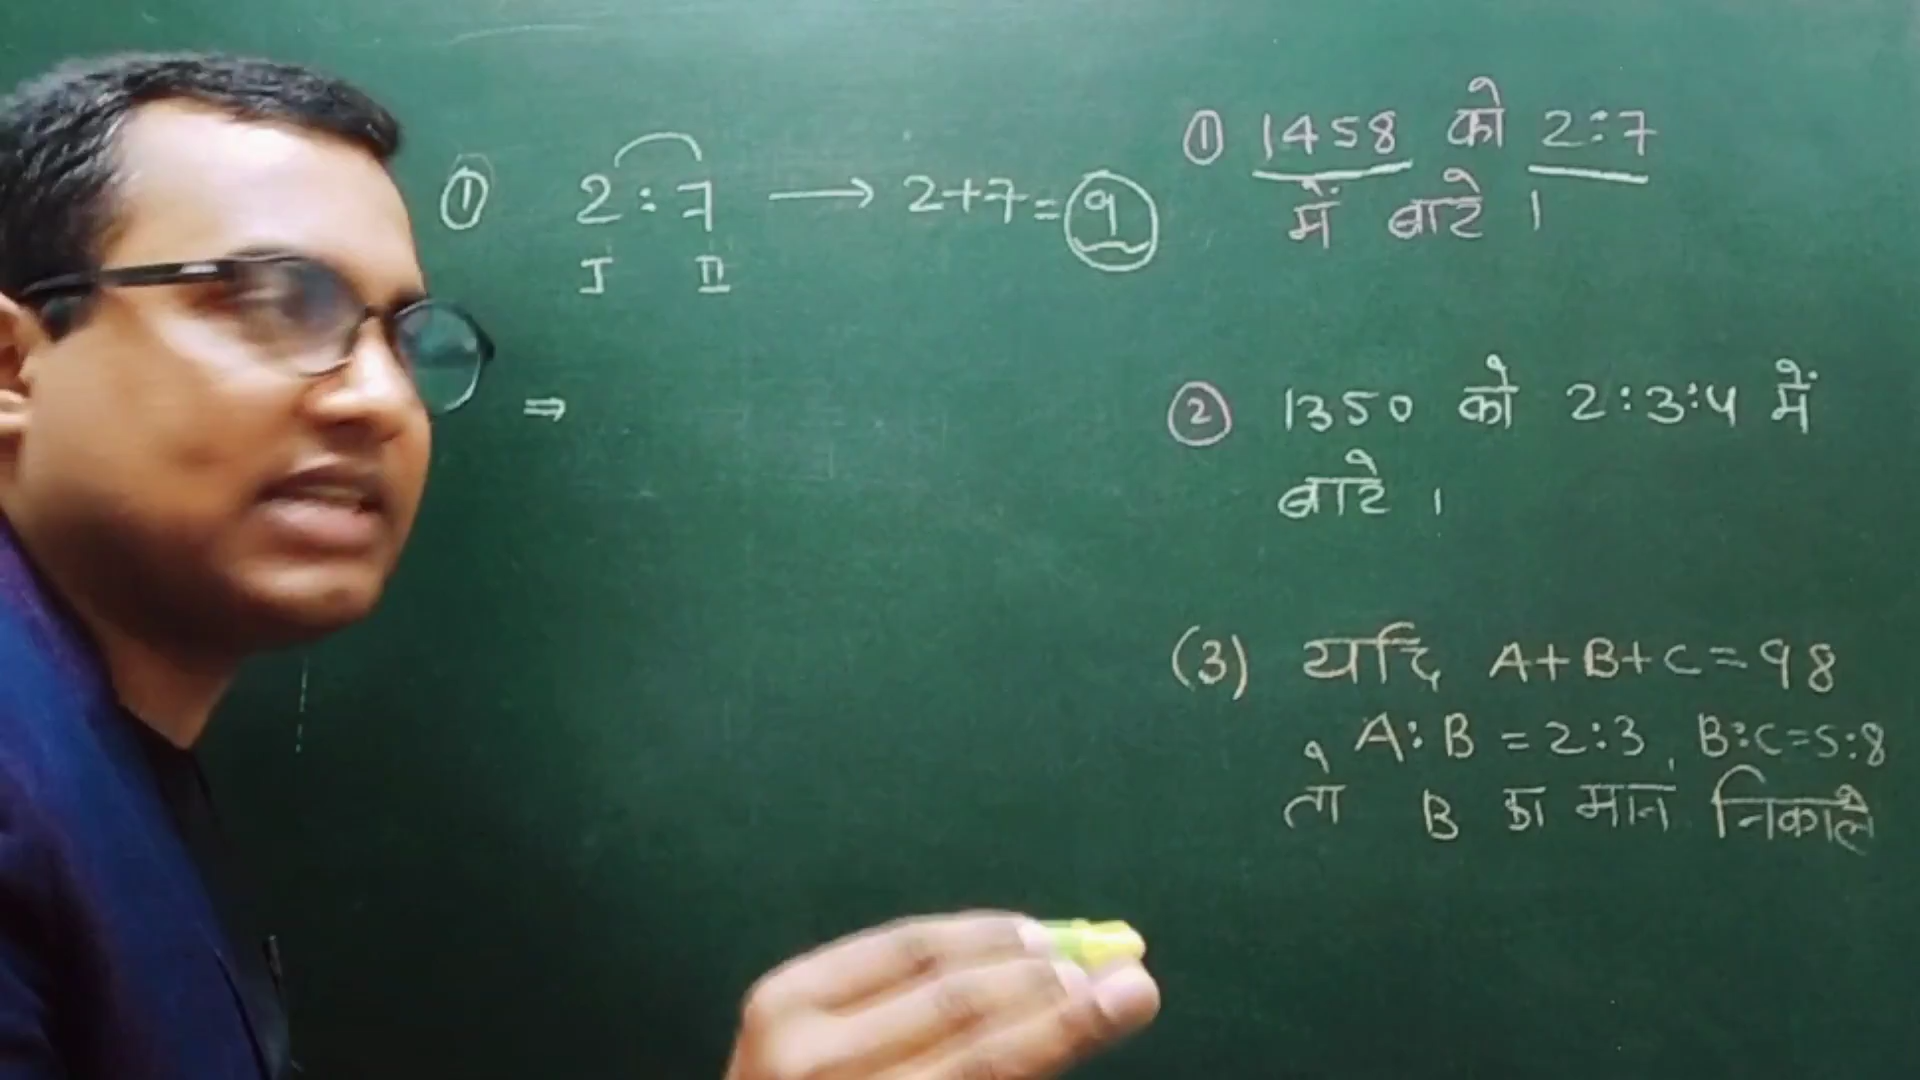 ① 2:7 → 2+7=9
I II
⇒
① 1458 को 2:7
में बाटे ।
② 1350 को 2:3:4 में
बाटे ।
(3) यदि A+B+C=98
A:B=2:3, B:C=5:8
तो B का मान निकाले